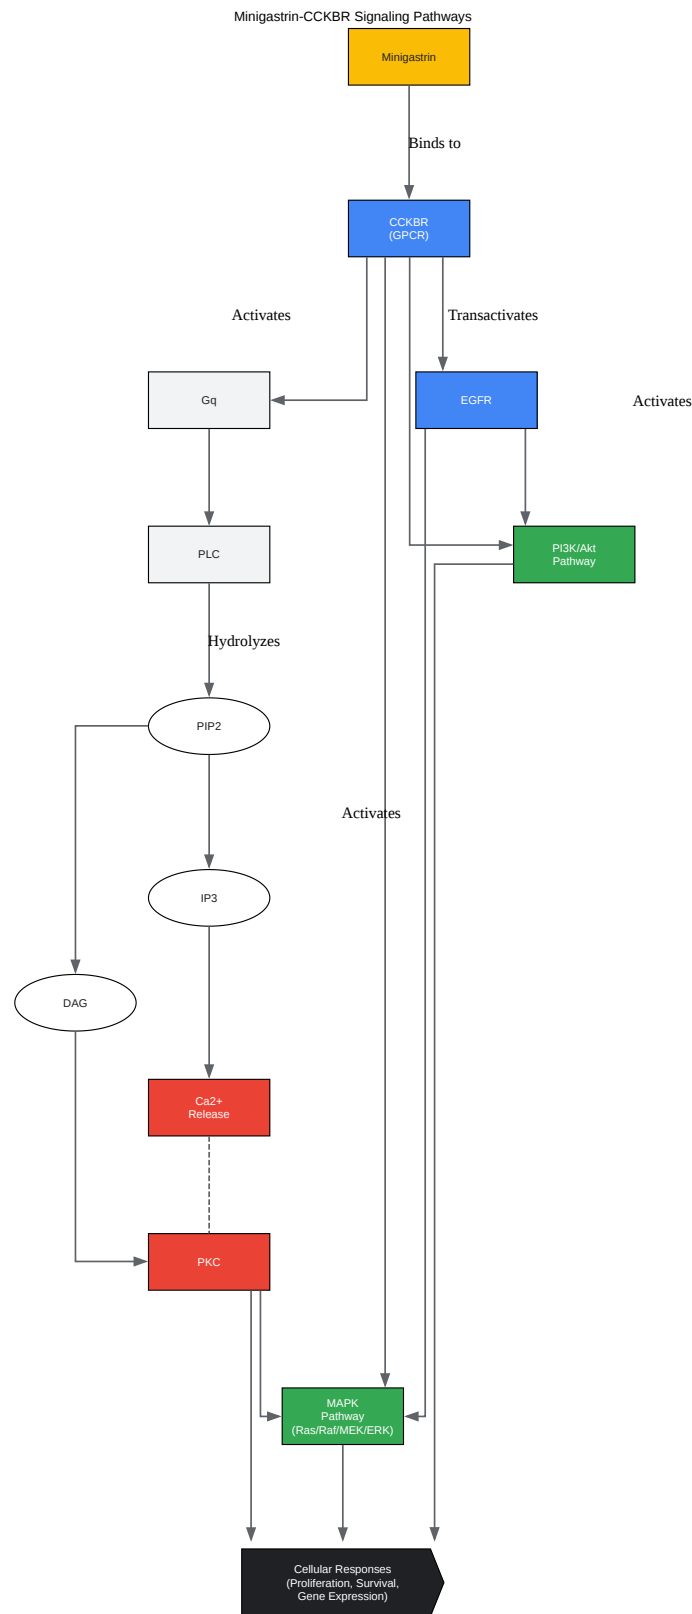 Minigastrin-CCKBR Signaling Pathways
Minigastrin
Binds to
CCKBR
(GPCR)
Activates
Transactivates
Gq
EGFR
Activates
PLC
PI3K/Akt
Pathway
Hydrolyzes
PIP2
Activates
IP3
DAG
Ca2+
Release
PKC
MAPK
Pathway
(Ras/Raf/MEK/ERK)
Cellular Responses
(Proliferation, Survival,
Gene Expression)